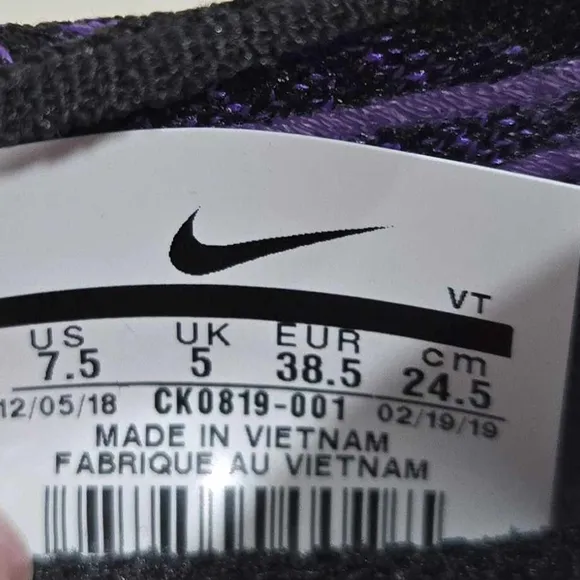 VT
US UK EUR cm
7.5 5 38.5 24.5
12/05/18 CK0819-001 02/19/19
MADE IN VIETNAM
FABRIQUE AU VIETNAM